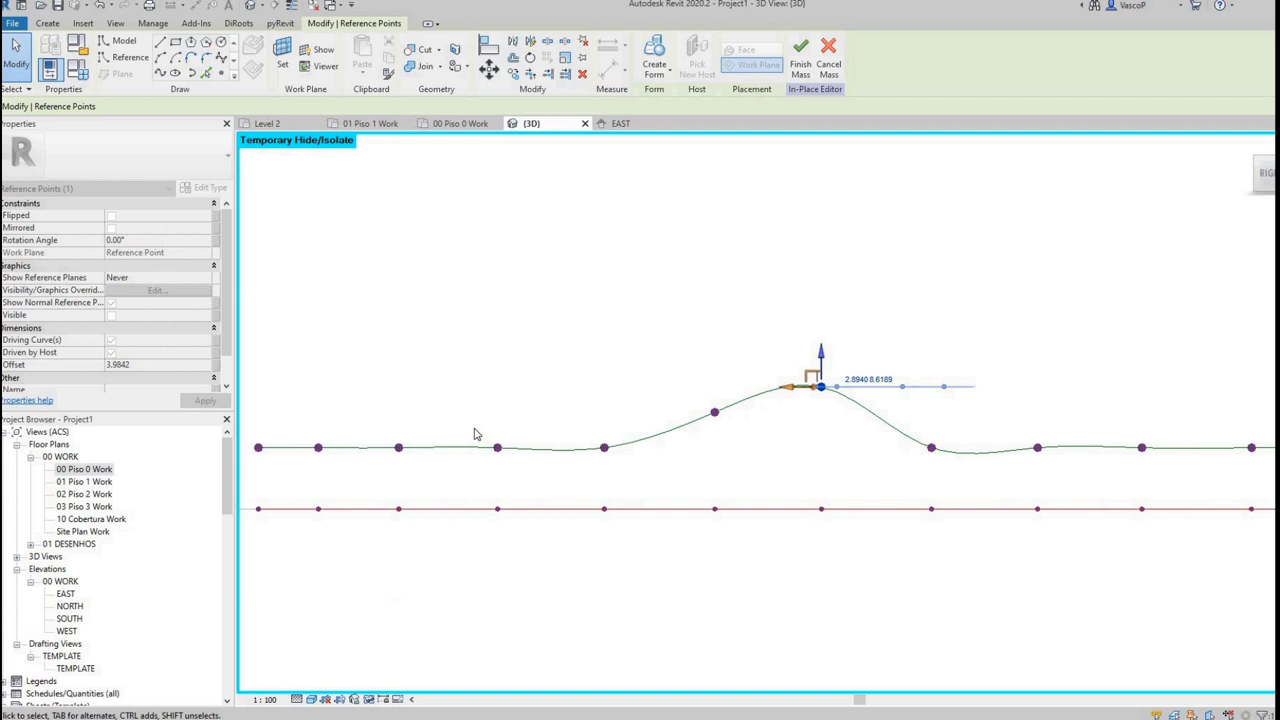 Autodesk Revit 2020.2 - Project1 - 3D View: {3D}
VascoP
File Create Insert View Manage Add-Ins DiRoots pyRevit Modify | Reference Points
Modify
Model
Reference
Plane
Set
Show
Viewer
Paste
Cut
Join
Create Form
Pick New Host
Face
Work Plane
Finish Mass
Cancel Mass
Select Properties Draw Work Plane Clipboard Geometry Modify Measure Form Host Placement In-Place Editor
Modify | Reference Points
Properties
Level 2 01 Piso 1 Work 00 Piso 0 Work {3D} EAST
Temporary Hide/Isolate
RIG
R
Reference Points (1) Edit Type
Constraints
Flipped
Mirrored
Rotation Angle 0.00°
Work Plane Reference Point
Graphics
Show Reference Planes Never
Visibility/Graphics Overrid... Edit...
Show Normal Reference P...
Visible
Dimensions
Driving Curve(s)
Driven by Host
Offset 3.9842
Other
Name
Properties help Apply
2.8940 8.6189
Project Browser - Project1
Views (ACS)
Floor Plans
00 WORK
00 Piso 0 Work
01 Piso 1 Work
02 Piso 2 Work
03 Piso 3 Work
10 Cobertura Work
Site Plan Work
01 DESENHOS
3D Views
Elevations
00 WORK
EAST
NORTH
SOUTH
WEST
Drafting Views
TEMPLATE
TEMPLATE
Legends
Schedules/Quantities (all)
1 : 100
lick to select, TAB for alternates, CTRL adds, SHIFT unselects.